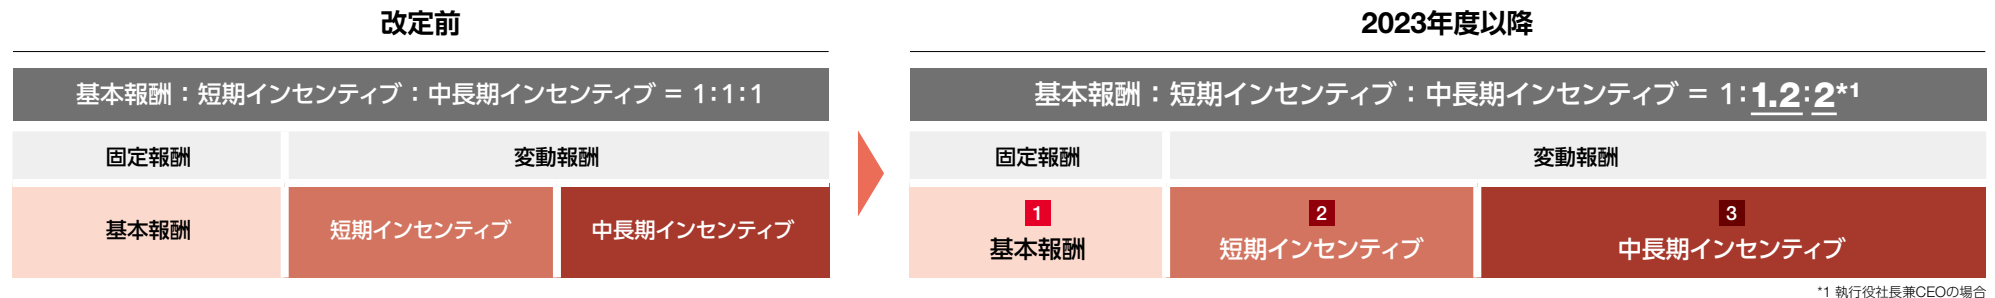 改定前
基本報酬：短期インセンティブ：中長期インセンティブ = 1：1：1
固定報酬
変動報酬
基本報酬
短期インセンティブ
中長期インセンティブ
2023年度以降
基本報酬：短期インセンティブ：中長期インセンティブ = 1：1.2：2*1
固定報酬
変動報酬
1
基本報酬
2
短期インセンティブ
3
中長期インセンティブ
*1 執行役社長兼CEOの場合